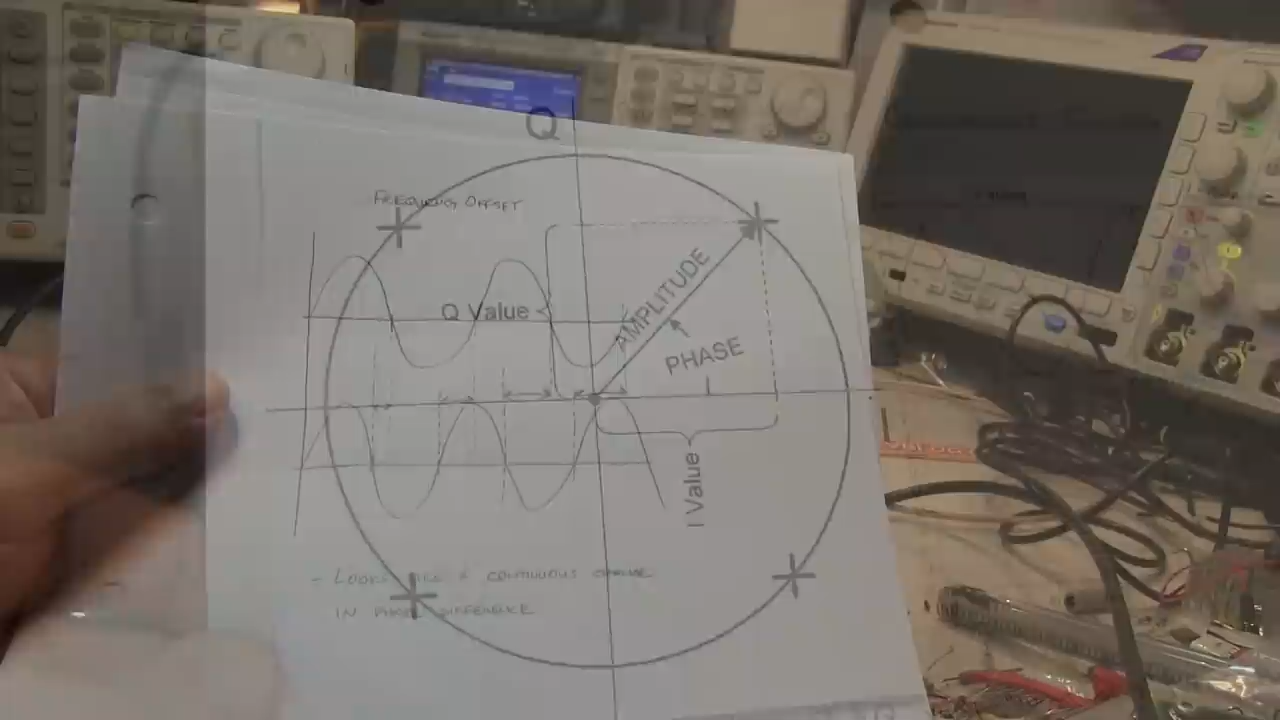 Q
FREQUENCY OFFSET
Q Value
AMPLITUDE
PHASE
I
I Value
- LOOKS LIKE A CONTINUOUS CHANGE
IN PHASE DIFFERENCE